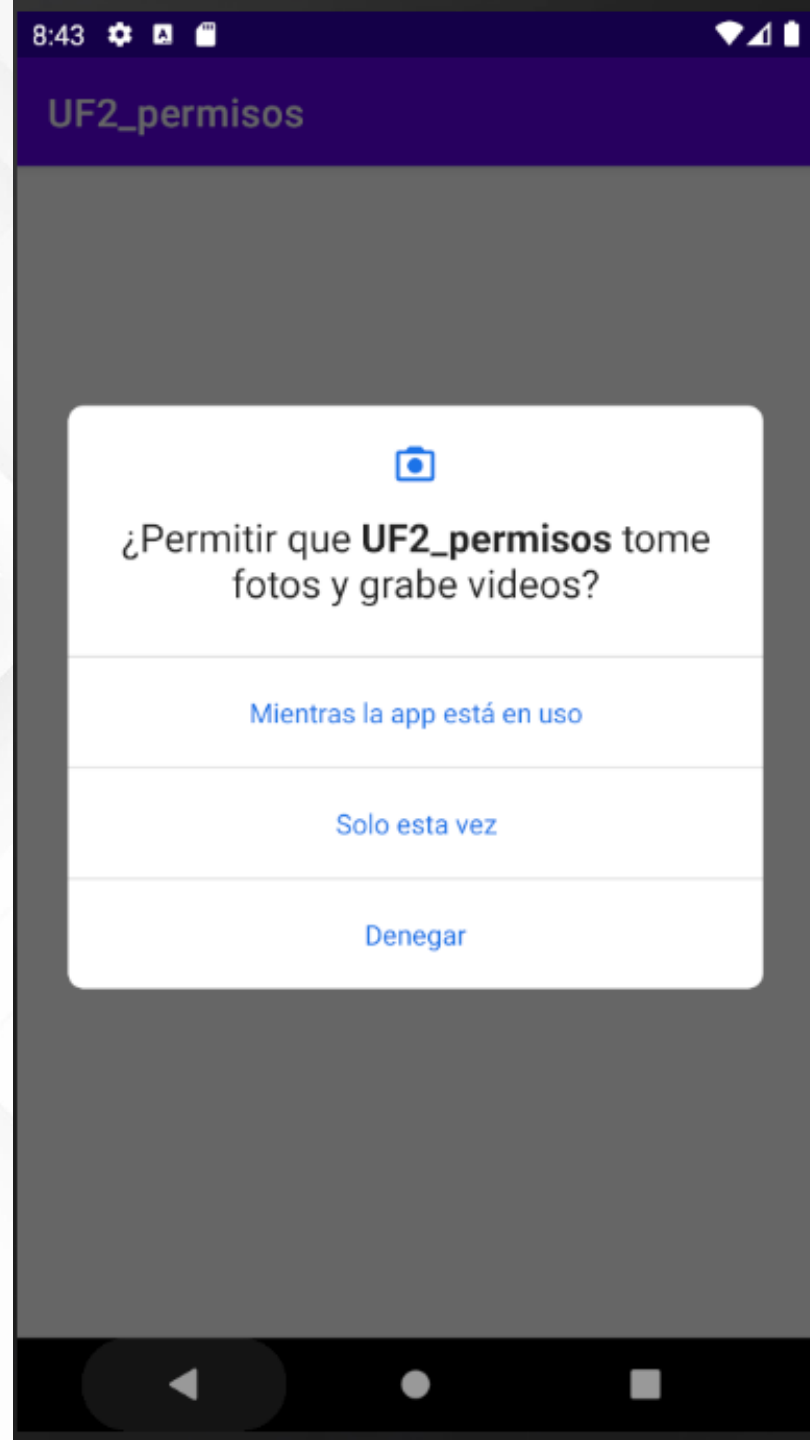 8:43
UF2_permisos
¿Permitir que UF2_permisos tome
fotos y grabe videos?
Mientras la app está en uso
Solo esta vez
Denegar